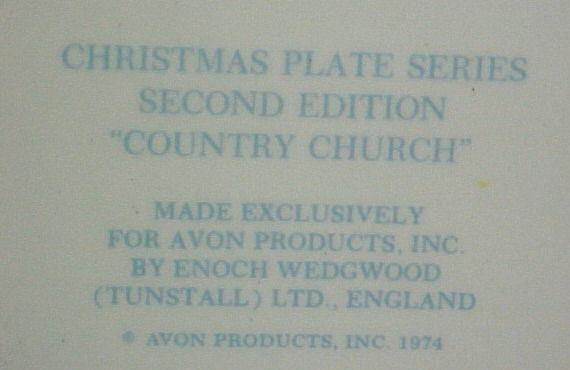 CHRISTMAS PLATE SERIES
SECOND EDITION
"COUNTRY CHURCH"
MADE EXCLUSIVELY
FOR AVON PRODUCTS, INC.
BY ENOCH WEDGWOOD
(TUNSTALL) LTD., ENGLAND
© AVON PRODUCTS, INC. 1974